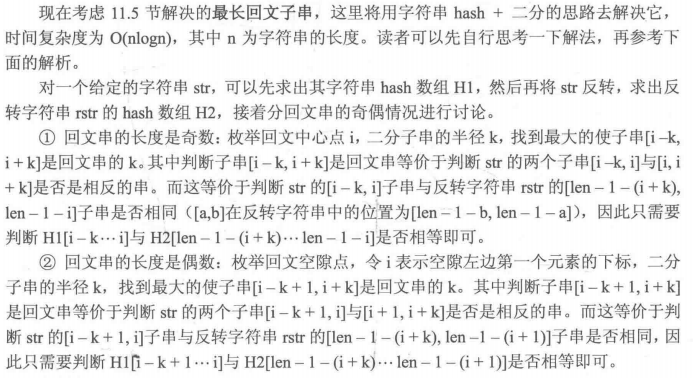 现在考虑 11.5 节解决的最长回文子串，这里将用字符串 hash + 二分的思路去解决它，
时间复杂度为 O(nlogn)，其中 n 为字符串的长度。读者可以先自行思考一下解法，再参考下
面的解析。
对一个给定的字符串 str，可以先求出其字符串 hash 数组 H1，然后再将 str 反转，求出反
转字符串 rstr 的 hash 数组 H2，接着分回文串的奇偶情况进行讨论。
① 回文串的长度是奇数：枚举回文中心点 i，二分子串的半径 k，找到最大的使子串[i –k,
i + k]是回文串的 k。其中判断子串[i – k, i + k]是回文串等价于判断 str 的两个子串[i –k, i]与[i, i
+ k]是否是相反的串。而这等价于判断 str 的[i – k, i]子串与反转字符串 rstr 的[len – 1 – (i + k),
len – 1 – i]子串是否相同（[a,b]在反转字符串中的位置为[len – 1 – b, len – 1 – a]），因此只需要
判断 H1[i – k⋯i]与 H2[len – 1 – (i + k)⋯len – 1 – i]是否相等即可。
② 回文串的长度是偶数：枚举回文空隙点，令 i 表示空隙左边第一个元素的下标，二分
子串的半径 k，找到最大的使子串[i – k + 1, i + k]是回文串的 k。其中判断子串[i – k + 1, i + k]
是回文串等价于判断 str 的两个子串[i – k + 1, i]与[i + 1, i + k]是否是相反的串。而这等价于判
断 str 的[i – k + 1, i]子串与反转字符串 rstr 的[len – 1 – (i + k), len –1 – (i + 1)]子串是否相同，因
此只需要判断 H1[i – k + 1⋯i]与 H2[len – 1 – (i + k)⋯len – 1 – (i + 1)]是否相等即可。